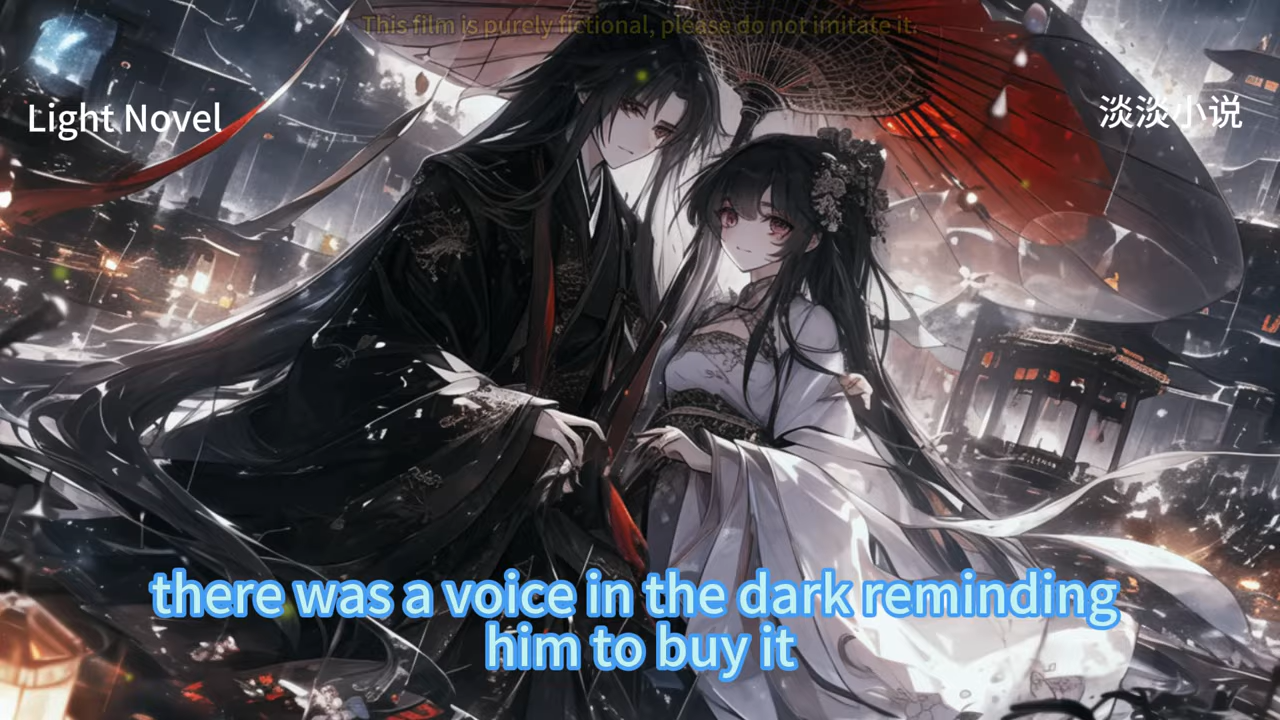 This film is purely fictional, please do not imitate it.
Light Novel
淡淡小说
there was a voice in the dark reminding
him to buy it